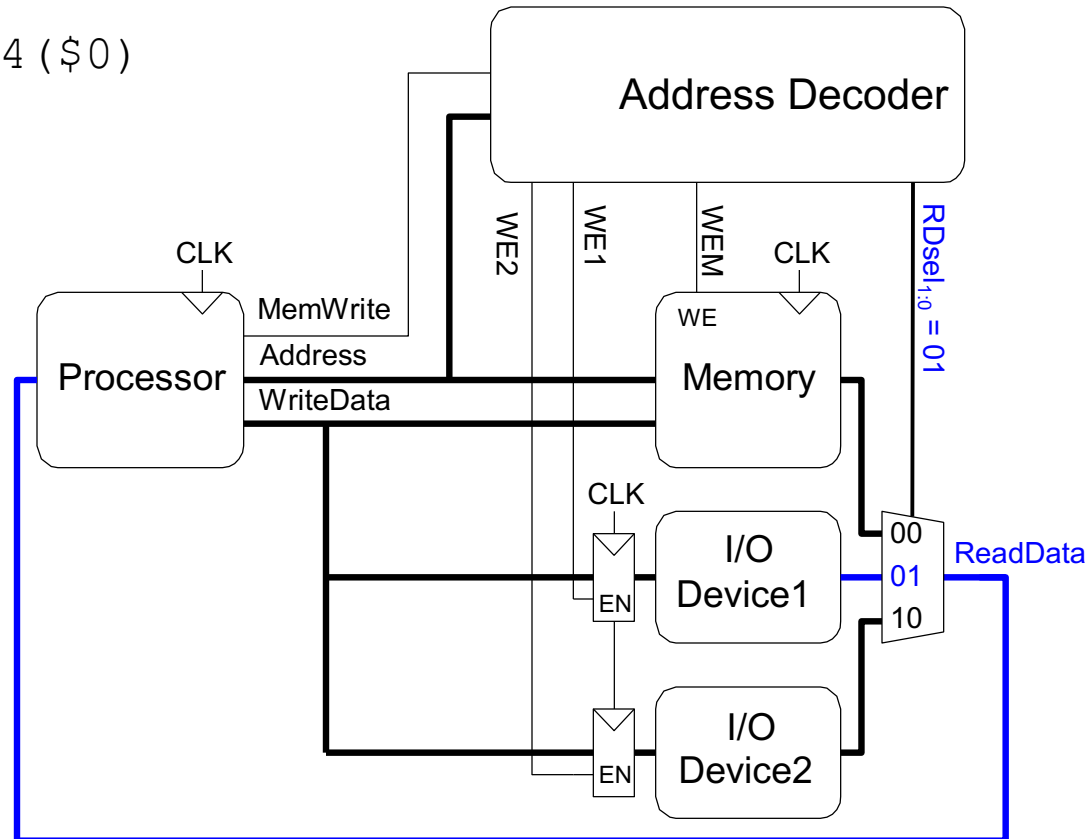 4($0)
Address Decoder
WE2
WE1
WEM
RDsel1:0 = 01
CLK
CLK
MemWrite
WE
Processor
Address
Memory
WriteData
CLK
00
I/O
Device1
ReadData
01
EN
10
I/O
Device2
EN